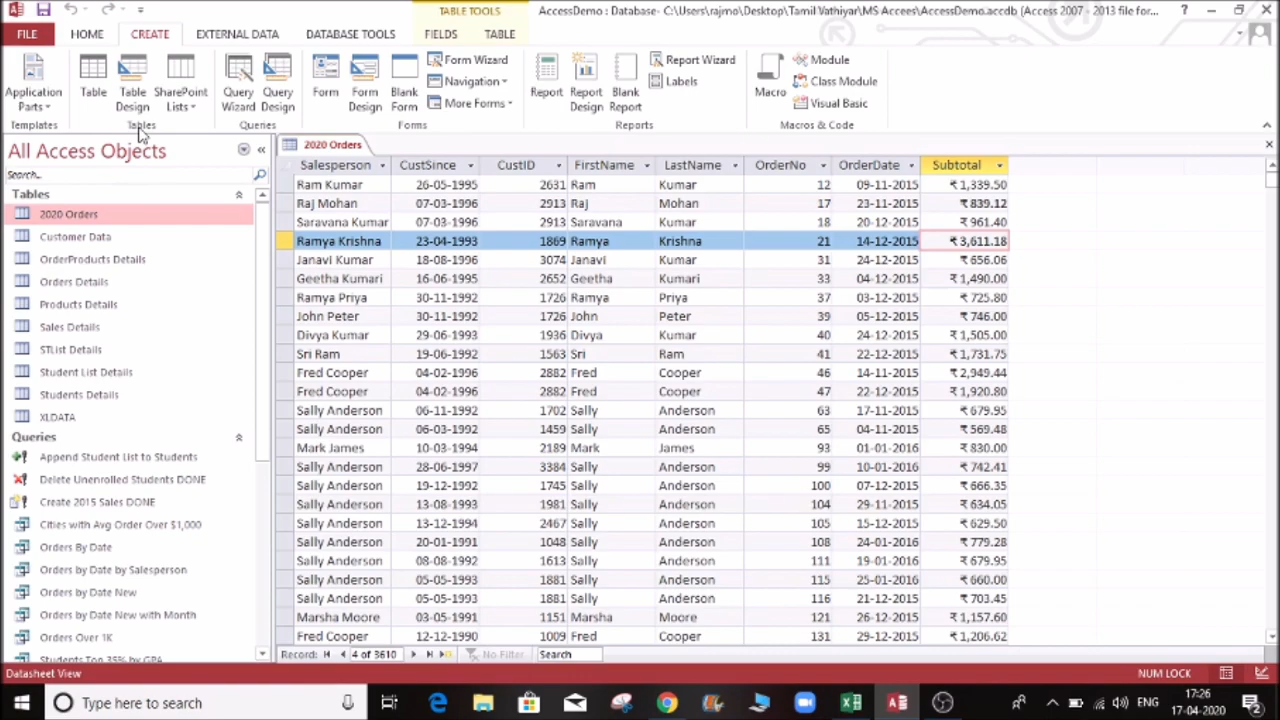 TABLE TOOLS
AccessDemo : Database- C:\Users\rajmo\Desktop\Tamil Vathiyar\MS Accees\AccessDemo.accdb (Access 2007 - 2013 file for...
FILE HOME CREATE EXTERNAL DATA DATABASE TOOLS FIELDS TABLE
Application Parts
Table
Table Design
SharePoint Lists
Query Wizard
Query Design
Form
Form Design
Blank Form
Form Wizard
Navigation
More Forms
Report
Report Design
Blank Report
Report Wizard
Labels
Macro
Module
Class Module
Visual Basic
Templates Tables Queries Forms Reports Macros & Code
All Access Objects
Search...
Tables
2020 Orders
Customer Data
OrderProducts Details
Orders Details
Products Details
Sales Details
STList Details
Student List Details
Students Details
XLDATA
Queries
Append Student List to Students
Delete Unenrolled Students DONE
Create 2015 Sales DONE
Cities with Avg Order Over $1,000
Orders By Date
Orders by Date by Salesperson
Orders by Date New
Orders by Date New with Month
Orders Over 1K
Students Top 35% by GPA
2020 Orders
Salesperson CustSince CustID FirstName LastName OrderNo OrderDate Subtotal
Ram Kumar 26-05-1995 2631 Ram Kumar 12 09-11-2015 ₹ 1,339.50
Raj Mohan 07-03-1996 2913 Raj Mohan 17 23-11-2015 ₹ 839.12
Saravana Kumar 07-03-1996 2913 Saravana Kumar 18 20-12-2015 ₹ 961.40
Ramya Krishna 23-04-1993 1869 Ramya Krishna 21 14-12-2015 ₹ 3,611.18
Janavi Kumar 18-08-1996 3074 Janavi Kumar 31 24-12-2015 ₹ 656.06
Geetha Kumari 16-06-1995 2652 Geetha Kumari 33 04-12-2015 ₹ 1,490.00
Ramya Priya 30-11-1992 1726 Ramya Priya 37 03-12-2015 ₹ 725.80
John Peter 30-11-1992 1726 John Peter 39 05-12-2015 ₹ 746.00
Divya Kumar 29-06-1993 1936 Divya Kumar 40 04-12-2015 ₹ 1,505.00
Sri Ram 19-06-1992 1563 Sri Ram 41 22-12-2015 ₹ 1,731.75
Fred Cooper 04-02-1996 2882 Fred Cooper 46 14-11-2015 ₹ 2,949.44
Fred Cooper 04-02-1996 2882 Fred Cooper 47 22-12-2015 ₹ 1,920.80
Sally Anderson 06-11-1992 1702 Sally Anderson 63 17-11-2015 ₹ 679.95
Sally Anderson 06-03-1992 1459 Sally Anderson 65 04-11-2015 ₹ 569.48
Mark James 10-03-1994 2189 Mark James 93 01-01-2016 ₹ 830.00
Sally Anderson 28-06-1997 3384 Sally Anderson 99 10-01-2016 ₹ 742.41
Sally Anderson 19-12-1992 1745 Sally Anderson 100 07-12-2015 ₹ 666.35
Sally Anderson 13-08-1993 1981 Sally Anderson 104 29-11-2015 ₹ 634.05
Sally Anderson 13-12-1994 2467 Sally Anderson 105 15-12-2015 ₹ 629.50
Sally Anderson 20-01-1991 1048 Sally Anderson 108 24-01-2016 ₹ 779.28
Sally Anderson 08-08-1992 1613 Sally Anderson 111 19-01-2016 ₹ 679.95
Sally Anderson 05-05-1993 1881 Sally Anderson 115 25-01-2016 ₹ 660.00
Sally Anderson 05-05-1993 1881 Sally Anderson 116 21-12-2015 ₹ 703.45
Marsha Moore 03-05-1991 1151 Marsha Moore 121 26-12-2015 ₹ 1,157.60
Fred Cooper 12-12-1990 1009 Fred Cooper 131 29-12-2015 ₹ 1,206.62
Record: 4 of 3610 No Filter Search
Datasheet View NUM LOCK
Type here to search ENG 17:26
17-04-2020 2